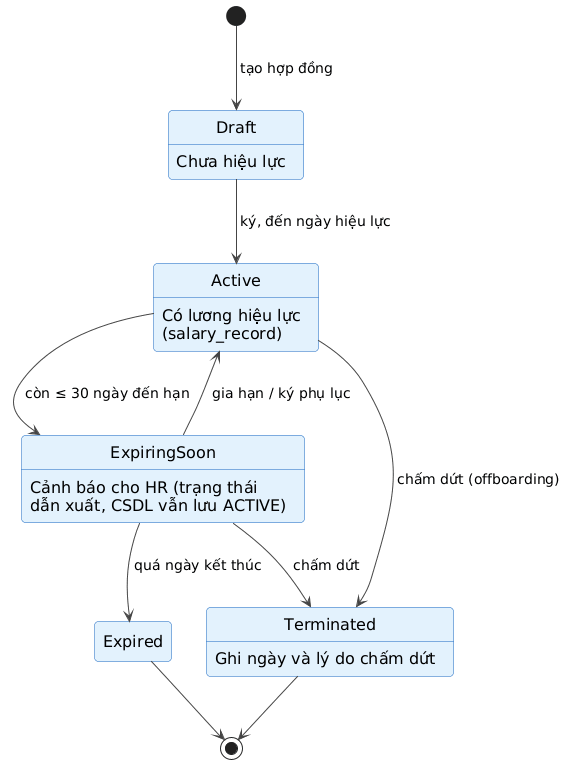 tạo hợp đồng
Draft
Chưa hiệu lực
ký, đến ngày hiệu lực
Active
Có lương hiệu lực
(salary_record)
còn ≤ 30 ngày đến hạn
gia hạn / ký phụ lục
ExpiringSoon
Cảnh báo cho HR (trạng thái
dẫn xuất, CSDL vẫn lưu ACTIVE)
chấm dứt (offboarding)
quá ngày kết thúc
chấm dứt
Expired
Terminated
Ghi ngày và lý do chấm dứt